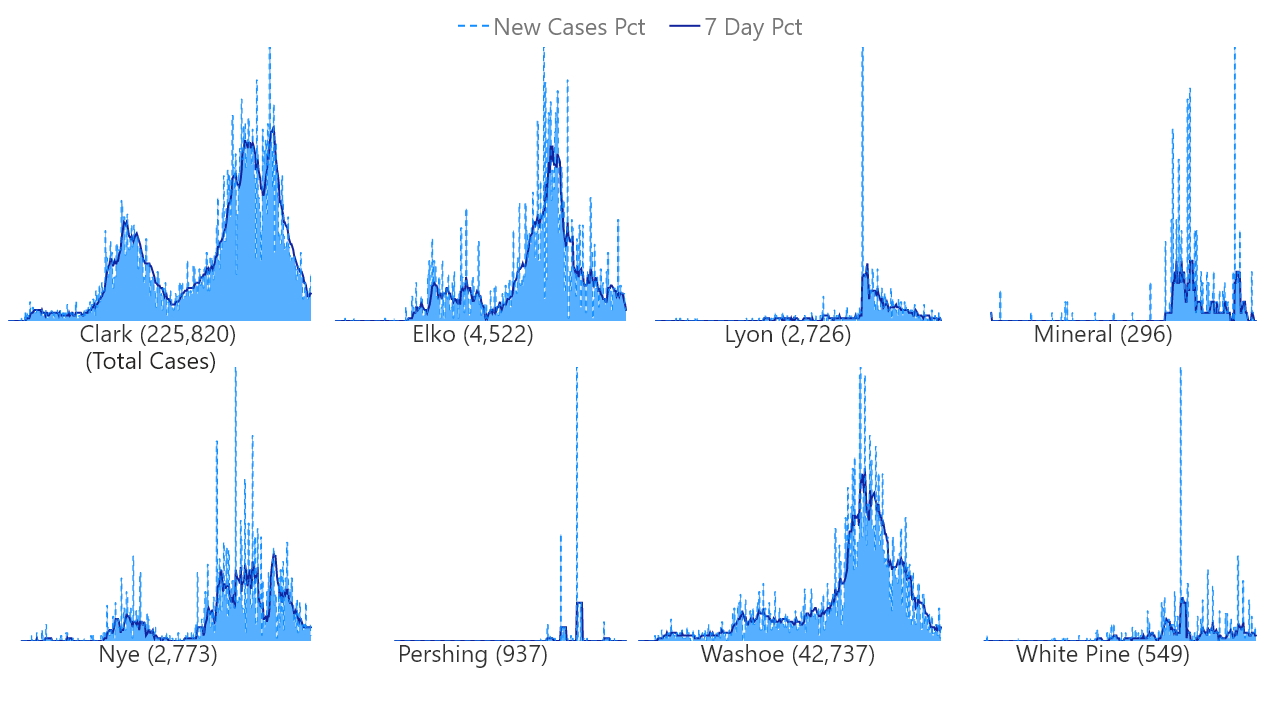 New Cases Pct 7 Day Pct
Clark (225,820) Elko (4,522) Lyon (2,726) Mineral (296)
(Total Cases)
Nye (2,773) Pershing (937) Washoe (42,737) White Pine (549)